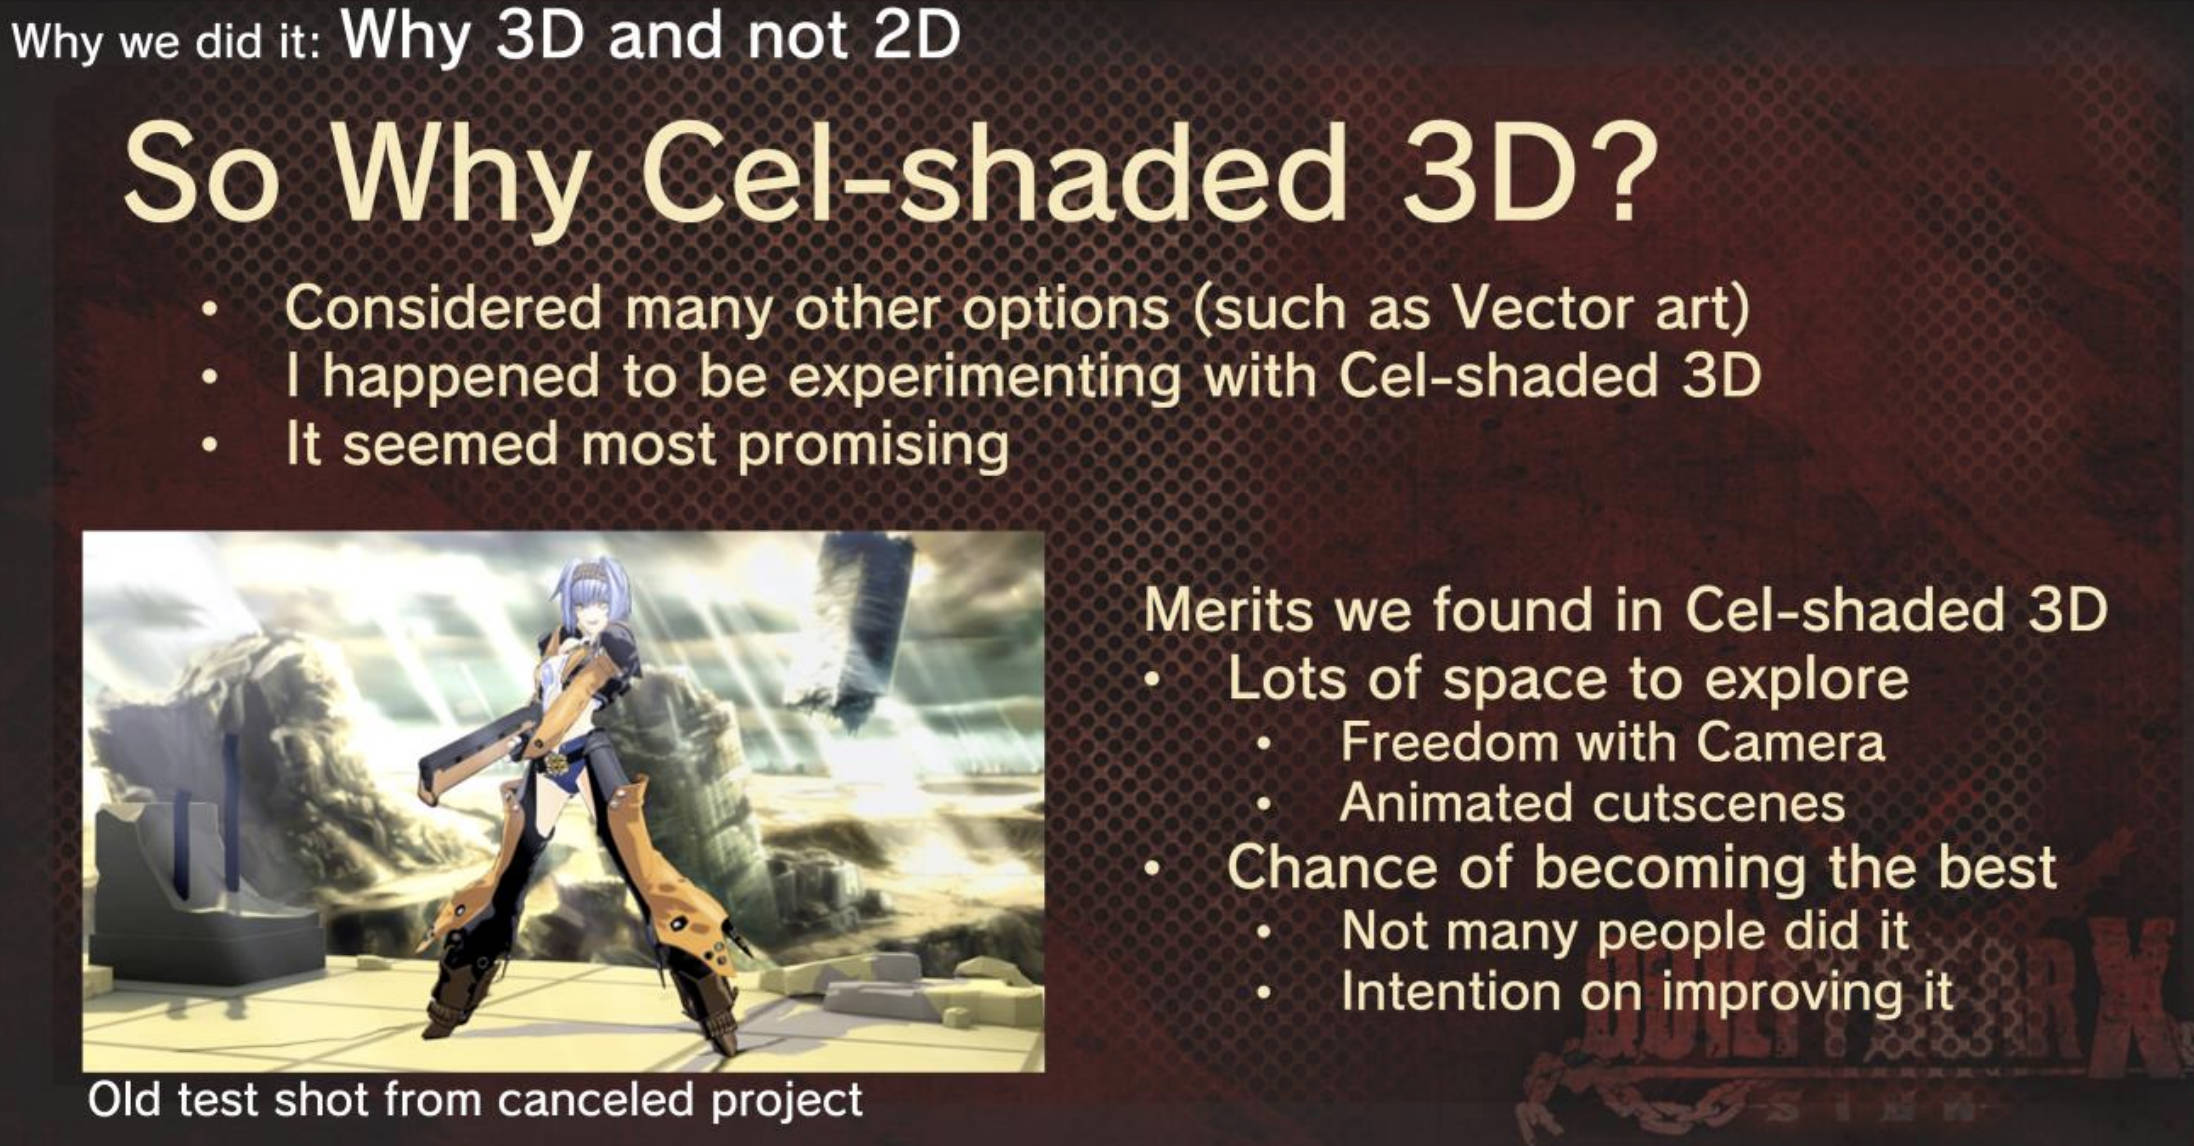 Why we did it: Why 3D and not 2D
So Why Cel-shaded 3D?
• Considered many other options (such as Vector art)
• I happened to be experimenting with Cel-shaded 3D
• It seemed most promising
Old test shot from canceled project
Merits we found in Cel-shaded 3D
• Lots of space to explore
• Freedom with Camera
• Animated cutscenes
• Chance of becoming the best
• Not many people did it
• Intention on improving it
GUILTY GEAR X